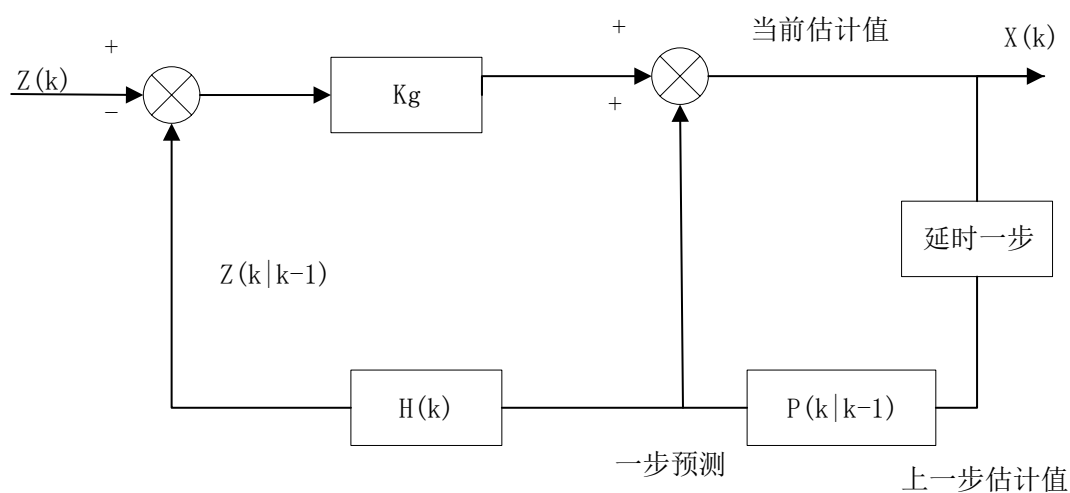 +
Z(k)
−
Kg
+
+
当前估计值
X(k)
延时一步
Z(k|k-1)
H(k)
P(k|k-1)
一步预测
上一步估计值